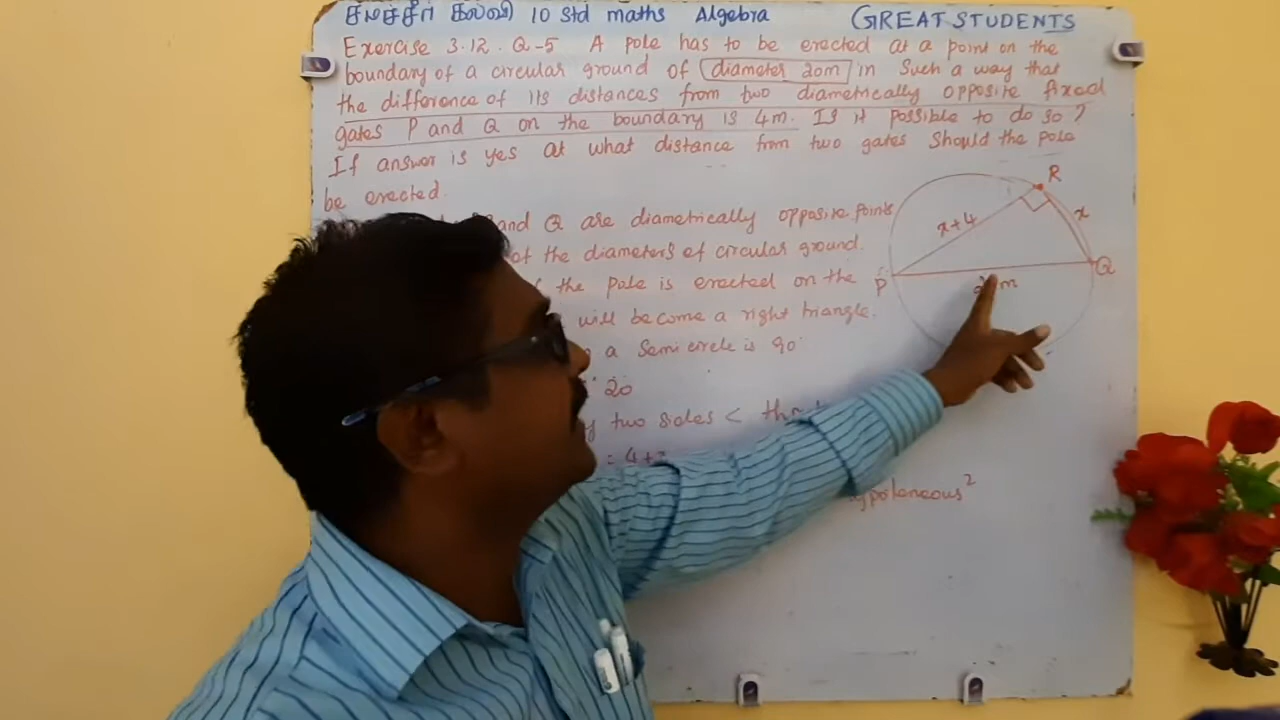 சமச்சீர் கல்வி 10 Std maths Algebra GREAT STUDENTS
Exercise 3.12. Q-5 A pole has to be erected at a point on the
boundary of a circular ground of diameter 20m in Such a way that
the difference of its distances from two diametrically opposite fixed
gates P and Q on the boundary is 4m. Is it possible to do so?
If answer is yes at what distance from two gates Should the pole
be erected.
and Q are diametrically opposite points
of the diameters of circular ground.
the pole is erected on the
will become a right triangle.
a Semicircle is 90°
20
two sides <
= 4+
2
R
x+4
x
P
Q
m